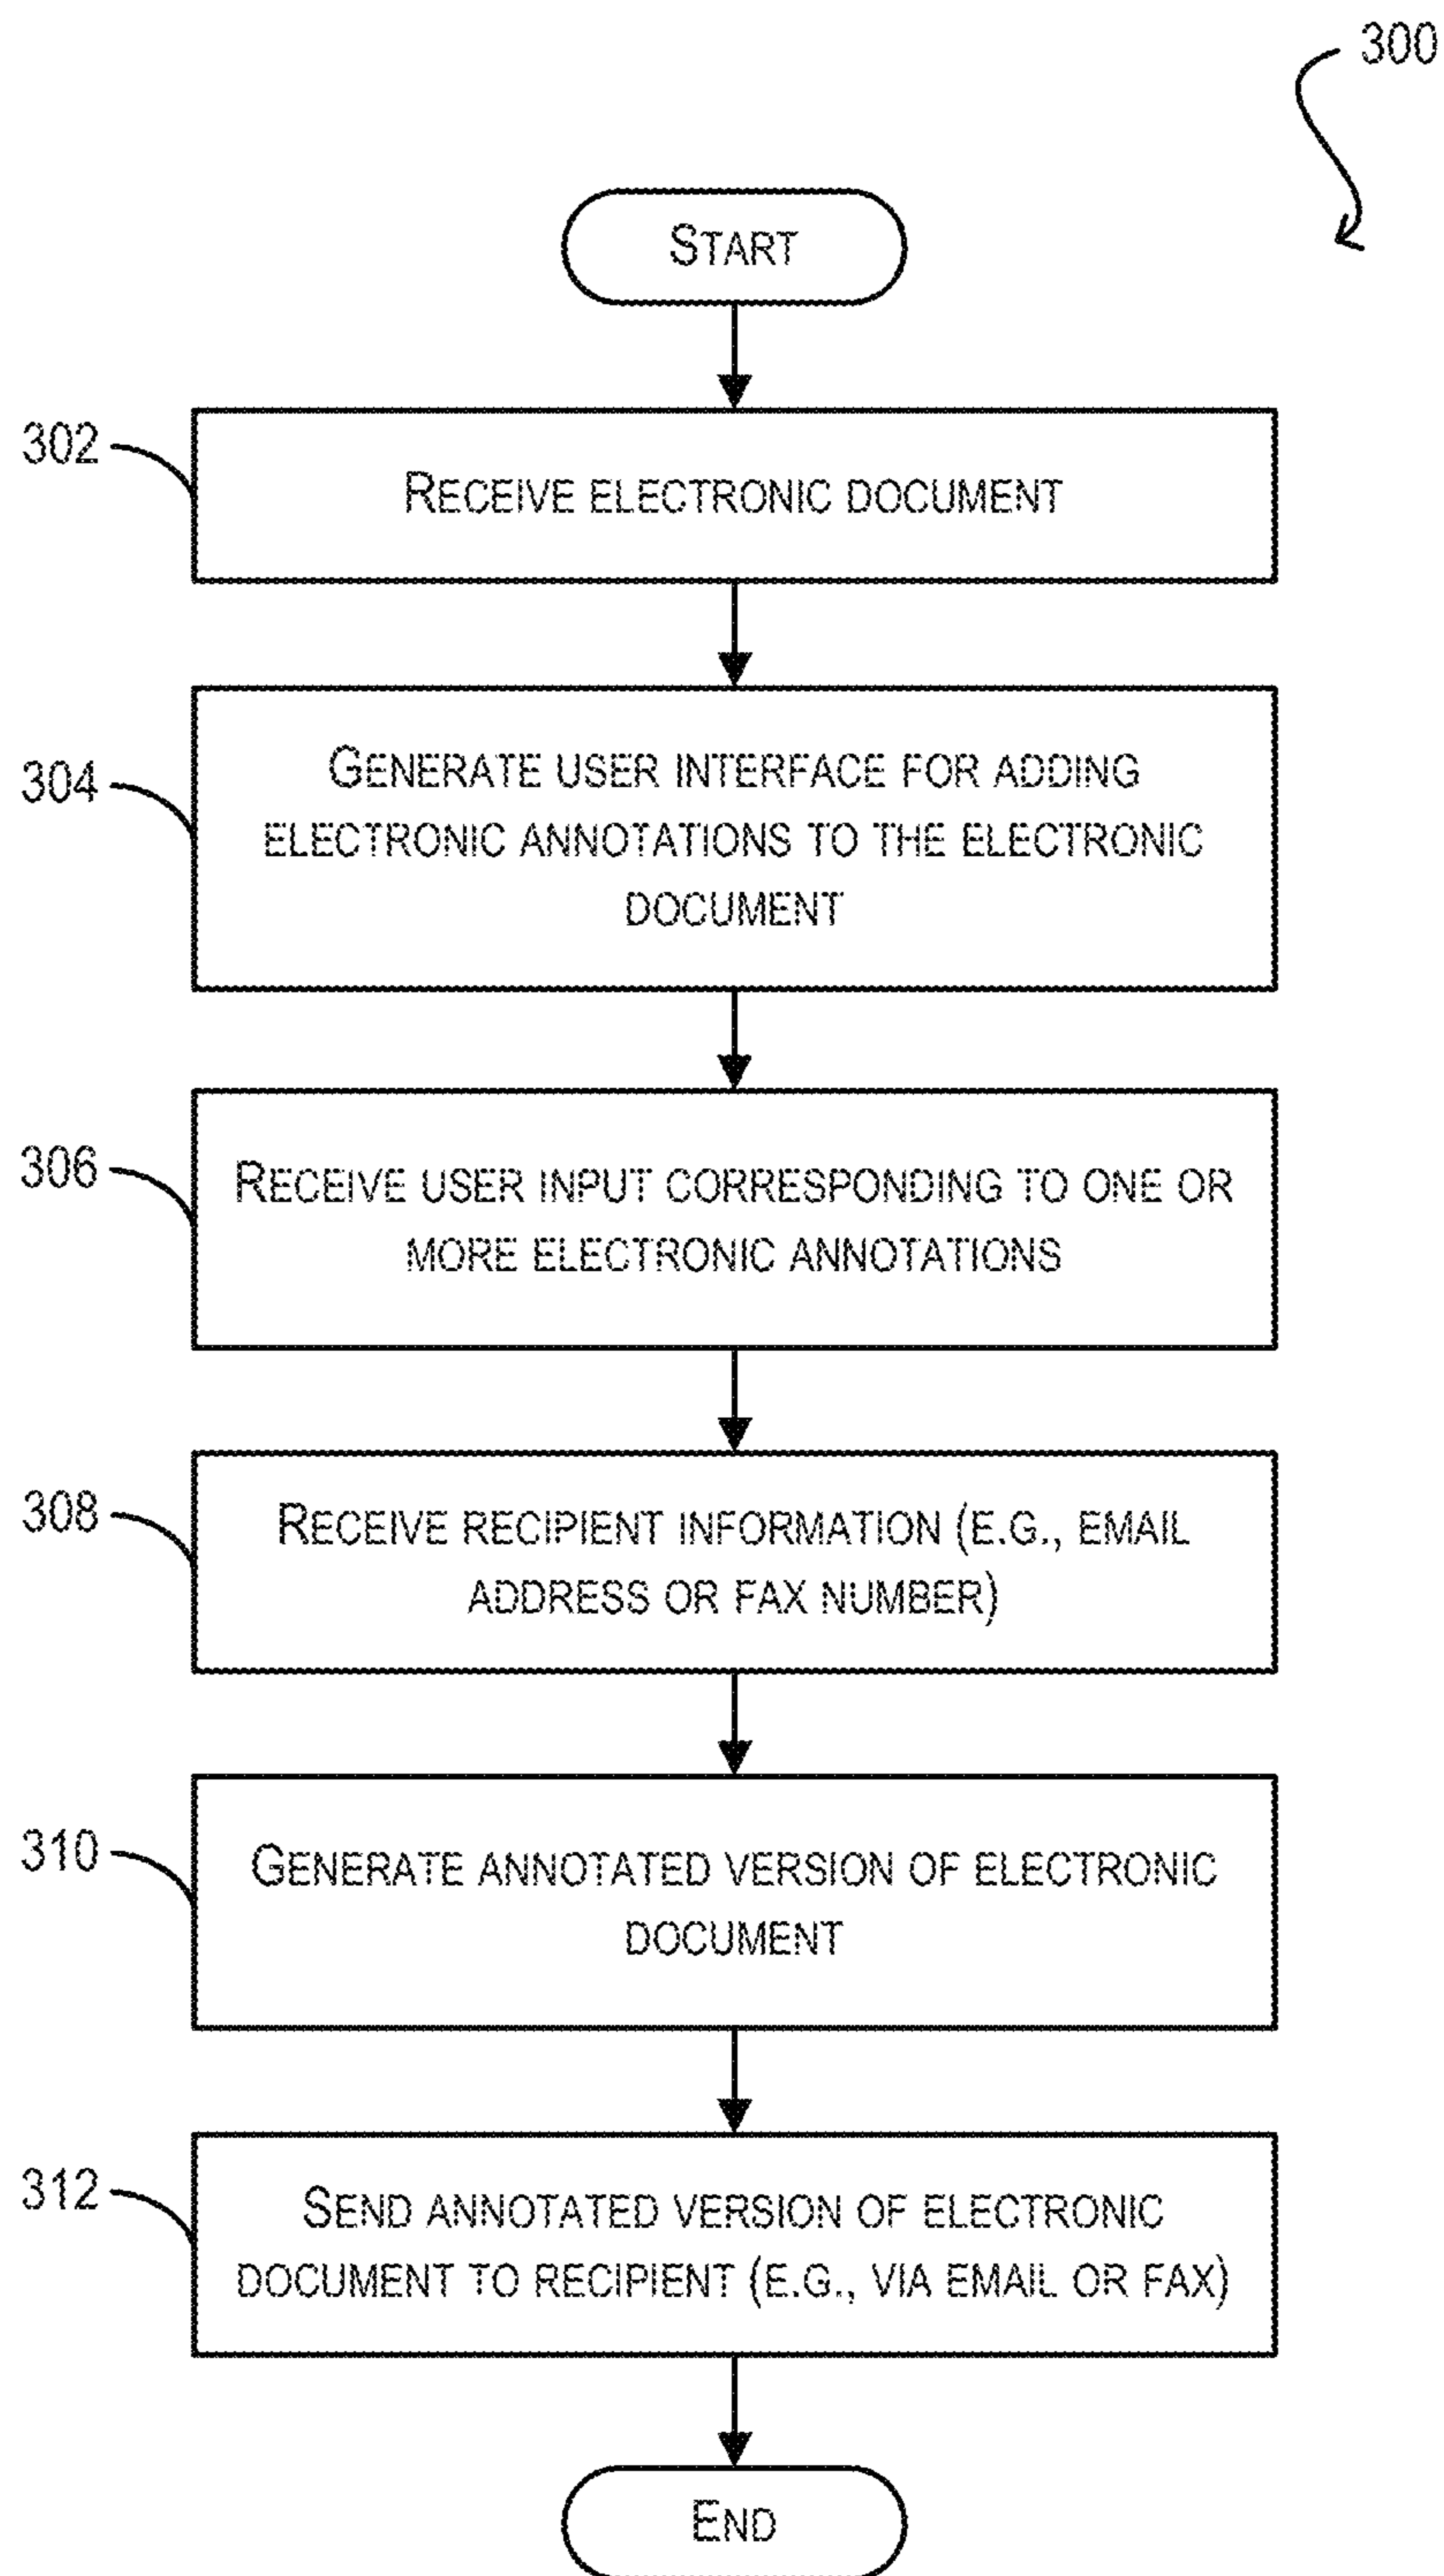 300
START
302
RECEIVE ELECTRONIC DOCUMENT
304
GENERATE USER INTERFACE FOR ADDING
ELECTRONIC ANNOTATIONS TO THE ELECTRONIC
DOCUMENT
306
RECEIVE USER INPUT CORRESPONDING TO ONE OR
MORE ELECTRONIC ANNOTATIONS
308
RECEIVE RECIPIENT INFORMATION (E.G., EMAIL
ADDRESS OR FAX NUMBER)
310
GENERATE ANNOTATED VERSION OF ELECTRONIC
DOCUMENT
312
SEND ANNOTATED VERSION OF ELECTRONIC
DOCUMENT TO RECIPIENT (E.G., VIA EMAIL OR FAX)
END